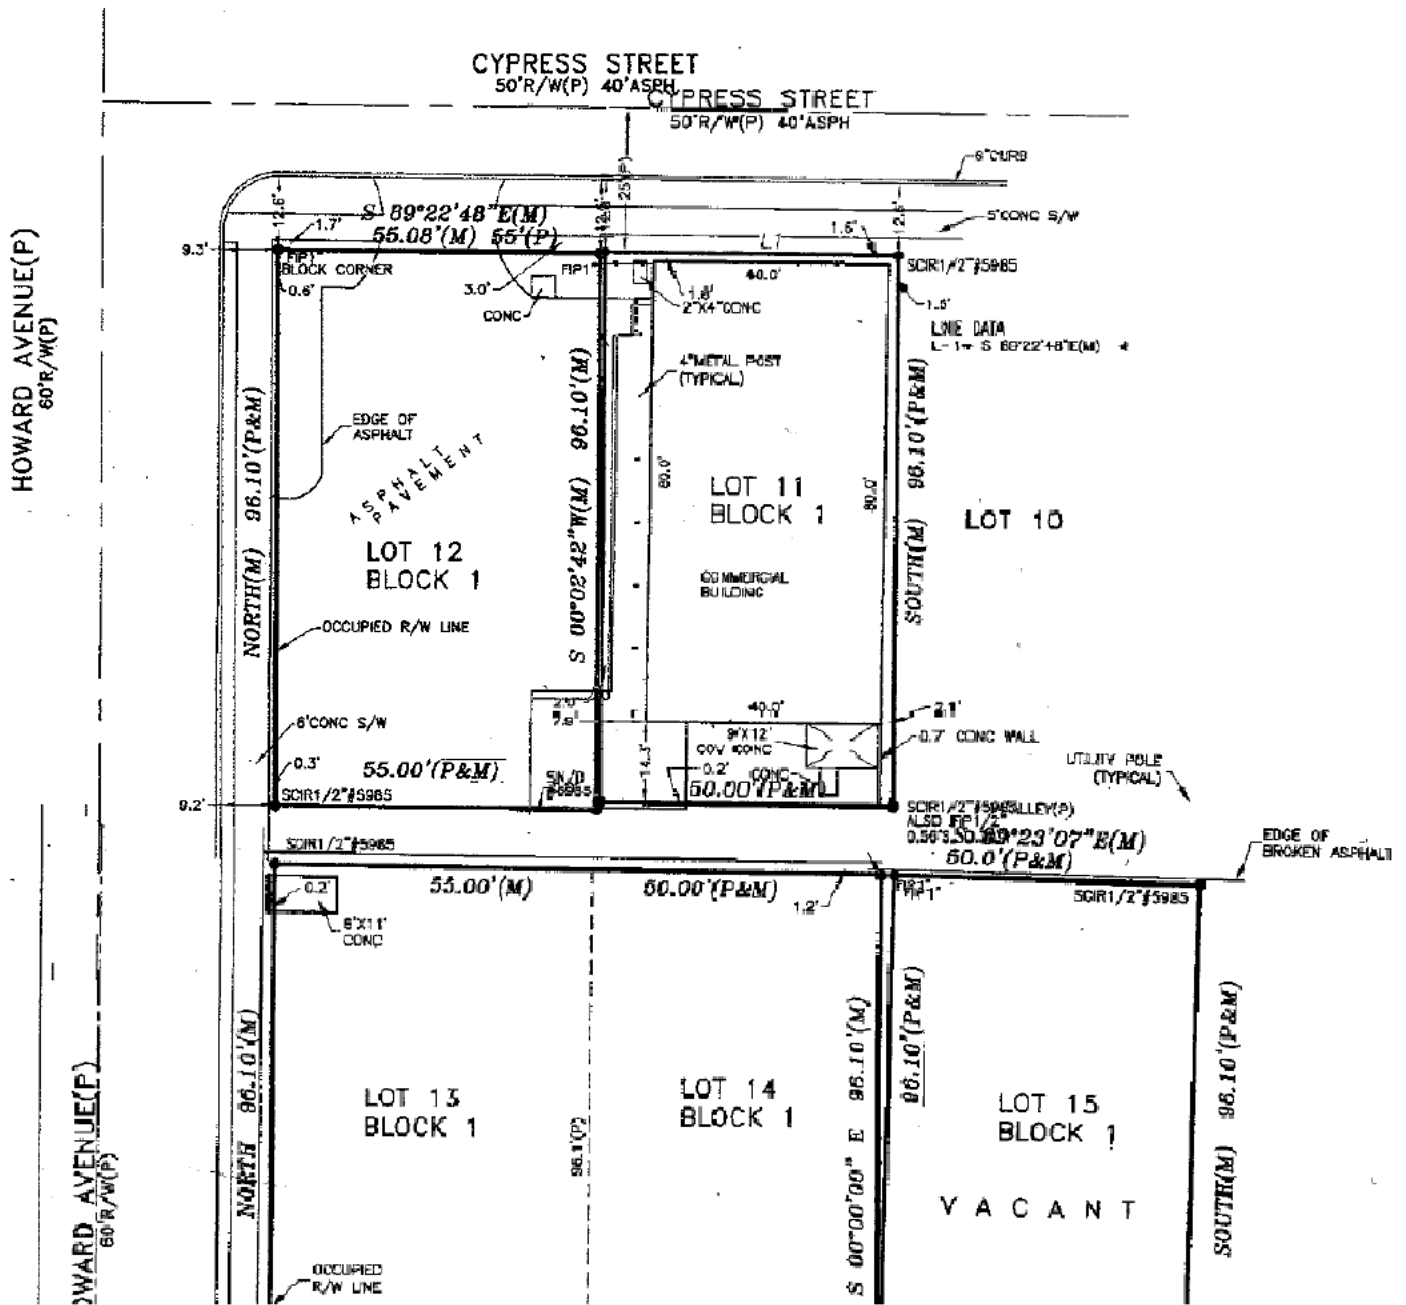 CYPRESS STREET
50'R/W(P) 40'ASPH
CYPRESS STREET
50'R/W(P) 40'ASPH
6"CURB
25'(P)
12.6'
12.5'
5'CONC S/W
S 89°22'48"E(M)
1.7'
55.08'(M) 55'(P)
L1
1.6'
9.3'
FIP1
BLOCK CORNER
FIP1"
SCIR1/2"#5985
40.0'
0.6'
3.0'
1.8'
2"X4"CONC
1.5'
CONC
LINE DATA
L-1= S 89°22'48"E(M)
HOWARD AVENUE(P)
60'R/W(P)
4"METAL POST
(TYPICAL)
NORTH(M) 96.10'(P&M)
EDGE OF
ASPHALT
ASPHALT
PAVEMENT
S 00°02'42"W(M) 96.10'(M)
80.0'
LOT 11
BLOCK 1
80.0'
SOUTH(M) 96.10'(P&M)
LOT 10
LOT 12
BLOCK 1
COMMERCIAL
BUILDING
OCCUPIED R/W LINE
6'CONC S/W
40.0'
2.1'
9'X12'
COV CONC
0.7' CONC WALL
14.3'
0.3'
55.00'(P&M)
0.2'
CONC
50.00'(P&M)
UTILITY POLE
(TYPICAL)
SN/D
#5985
9.2'
SCIR1/2"#5985
SCIR1/2"#5985
ALLEY(P)
ALSO FIP1/2"
89°23'07"E(M)
50.0'(P&M)
EDGE OF
BROKEN ASPHALT
SCIR1/2"#5985
55.00'(M)
60.00'(P&M)
1.2'
FIP1"
SCIR1/2"#5985
0.2'
8'X11'
CONC
NORTH 96.10'(M)
LOT 13
BLOCK 1
96.1'(P)
LOT 14
BLOCK 1
S 00°00'00" E 96.10'(M)
96.10'(P&M)
LOT 15
BLOCK 1
VACANT
SOUTH(M) 96.10'(P&M)
OWARD AVENUE(P)
60'R/W(P)
OCCUPIED
R/W LINE